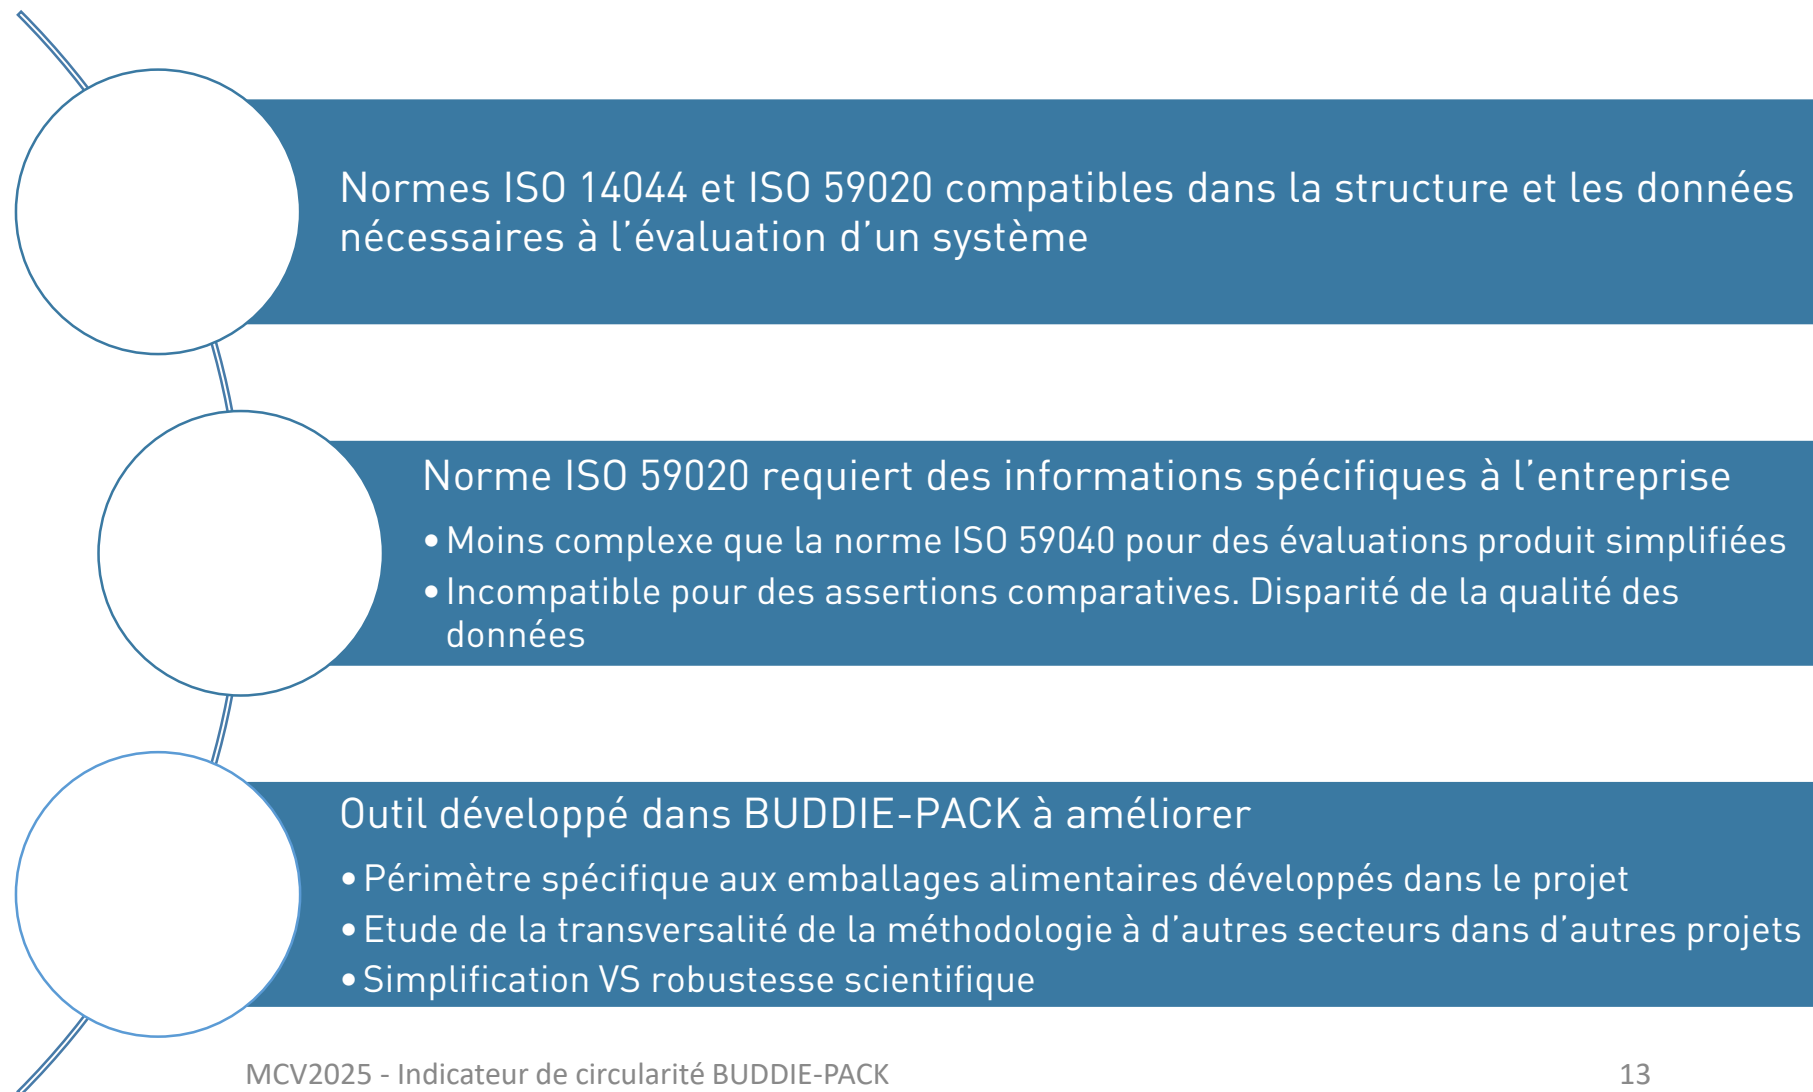 Normes ISO 14044 et ISO 59020 compatibles dans la structure et les données
nécessaires à l’évaluation d’un système
Norme ISO 59020 requiert des informations spécifiques à l’entreprise
•Moins complexe que la norme ISO 59040 pour des évaluations produit simplifiées
•Incompatible pour des assertions comparatives. Disparité de la qualité des
données
Outil développé dans BUDDIE-PACK à améliorer
•Périmètre spécifique aux emballages alimentaires développés dans le projet
•Etude de la transversalité de la méthodologie à d’autres secteurs dans d’autres projets
•Simplification VS robustesse scientifique
MCV2025 - Indicateur de circularité BUDDIE-PACK
13